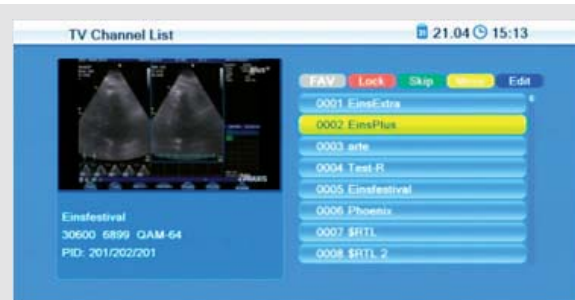 TV Channel List
21.04 15:13
FAV Lock Skip Move Edit
0001 EinsExtra
0002 EinsPlus
0003 arte
0004 Test-R
0005 Einsfestival
0006 Phoenix
0007 $RTL
0008 $RTL 2
Einsfestival
30600 6899 QAM-64
PID: 201/202/201